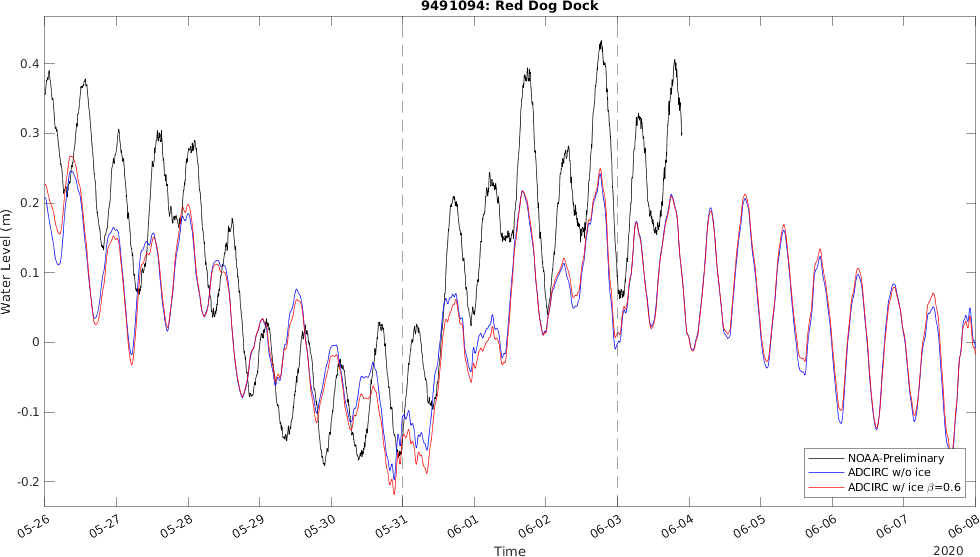 9491094: Red Dog Dock
Water Level (m)
0.4
0.3
0.2
0.1
0
-0.1
-0.2
NOAA-Preliminary
ADCIRC w/o ice
ADCIRC w/ ice β=0.6
05-26 05-27 05-28 05-29 05-30 05-31 06-01 06-02 06-03 06-04 06-05 06-06 06-07 06-08
Time
2020